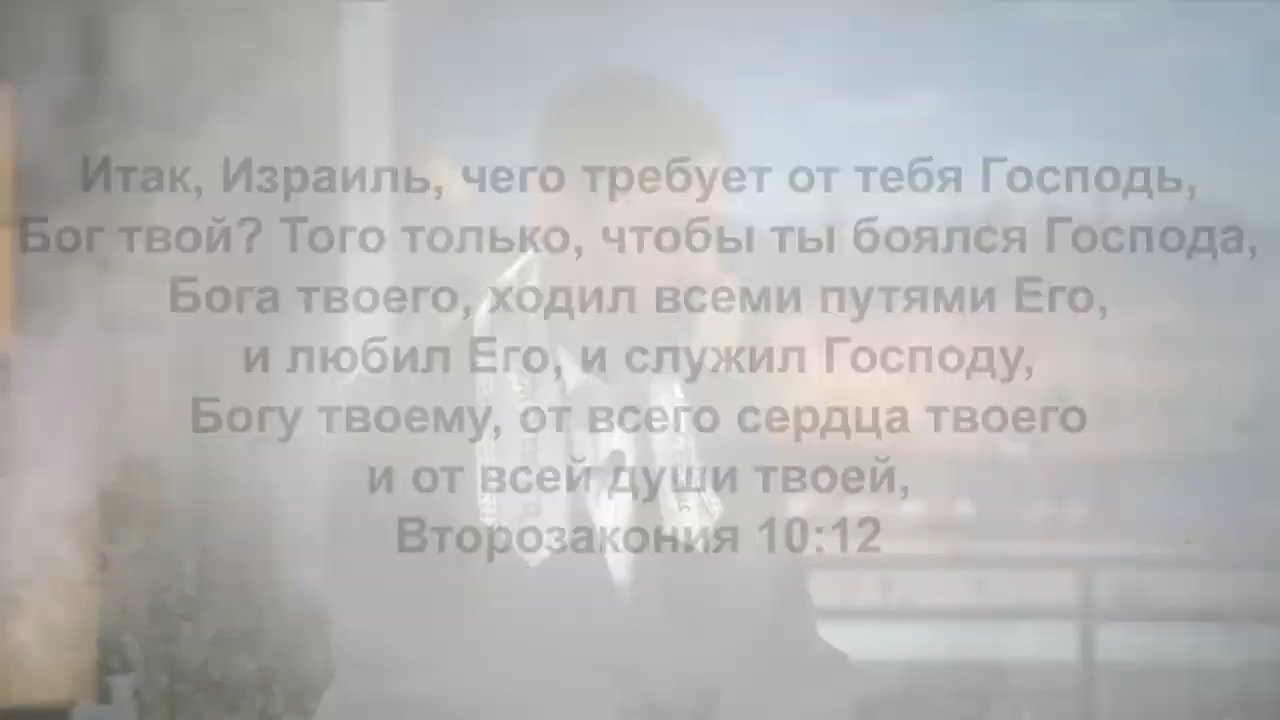 Итак, Израиль, чего требует от тебя Господь,
Бог твой? Того только, чтобы ты боялся Господа,
Бога твоего, ходил всеми путями Его,
и любил Его, и служил Господу,
Богу твоему, от всего сердца твоего
и от всей души твоей,
Второзакония 10:12